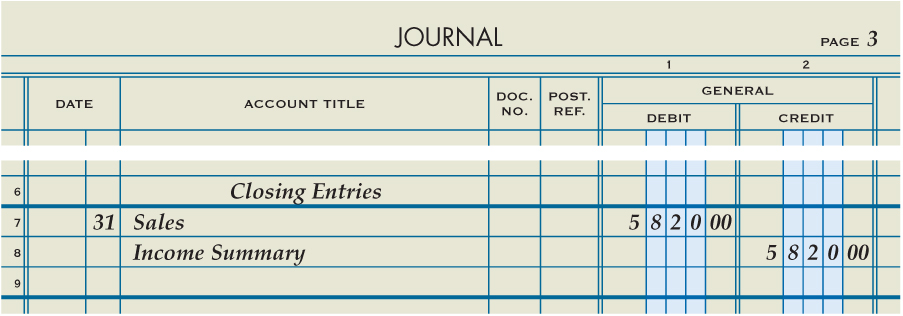 JOURNAL PAGE 3
1 2
DATE ACCOUNT TITLE DOC. NO. POST. REF. GENERAL
DEBIT CREDIT
6 Closing Entries
7 31 Sales 5 8 2 0 00
8 Income Summary 5 8 2 0 00
9